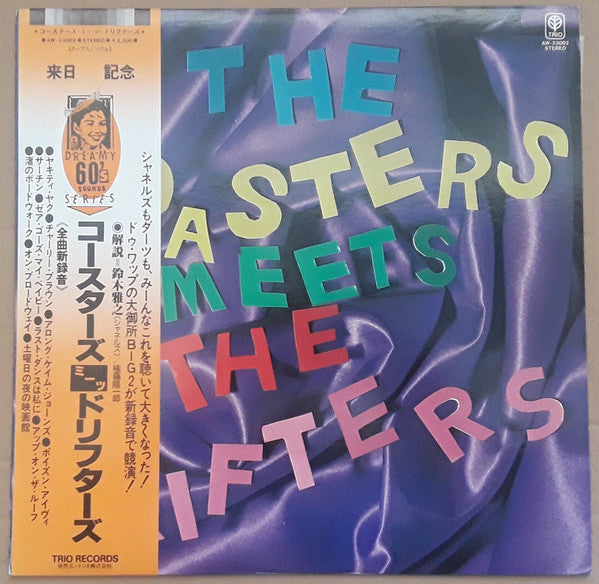 ★コースターズ・ミーツ・ドリフターズ★
●AW-23002●STEREO●¥2,300●
(ポップス、ソウル)
来日 記念
DREAMY
60's
SOUNDS
SERIES
シャネルズもダーツも、みーんなこれを聴いて大きくなった!
ドゥ・ワップの大御所BIG2が新録音で競演!
●解説=鈴木雅之(シャネルズ)
コースターズ ミーツ ドリフターズ
〈全曲新録音〉
●ヤキティ・ヤク●チャーリー・ブラウン●アロング・ケイム・ジョーンズ●ポイズン・アイヴィ
●サーチン●ゼア・ゴーズ・マイ・ベイビー●ラスト・ダンスは私に●アップ・オン・ザ・ルーフ
●渚のボードウォーク●オン・ブロードウェイ●土曜日の夜の映画館
TRIO RECORDS
発売元:トリオ株式会社
THE
OASTERS
MEETS
THE
RIFTERS
TRIO
AW-23002
STEREO